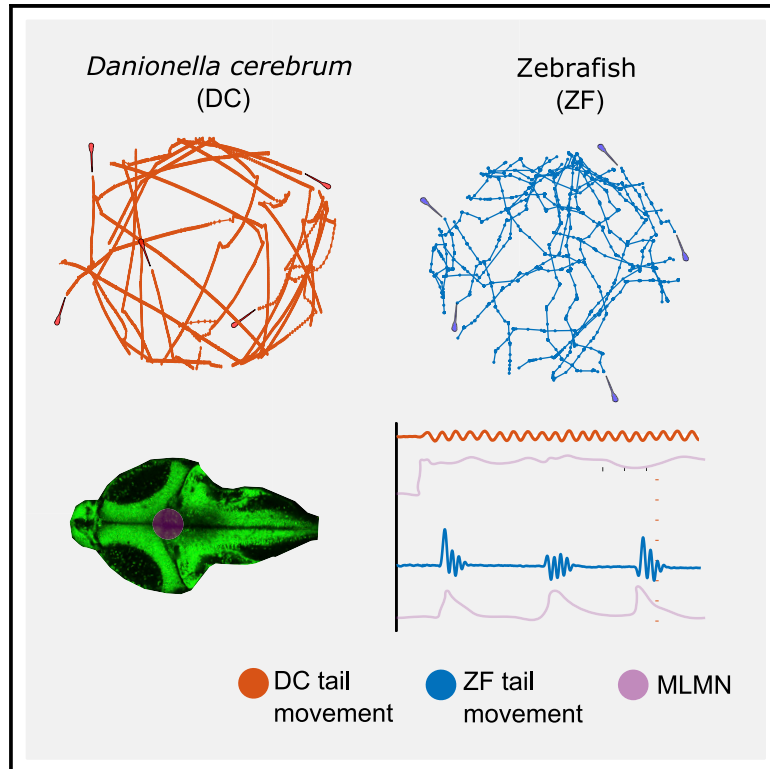 Danionella cerebrum
(DC)
Zebrafish
(ZF)
DC tail
movement
ZF tail
movement
MLMN